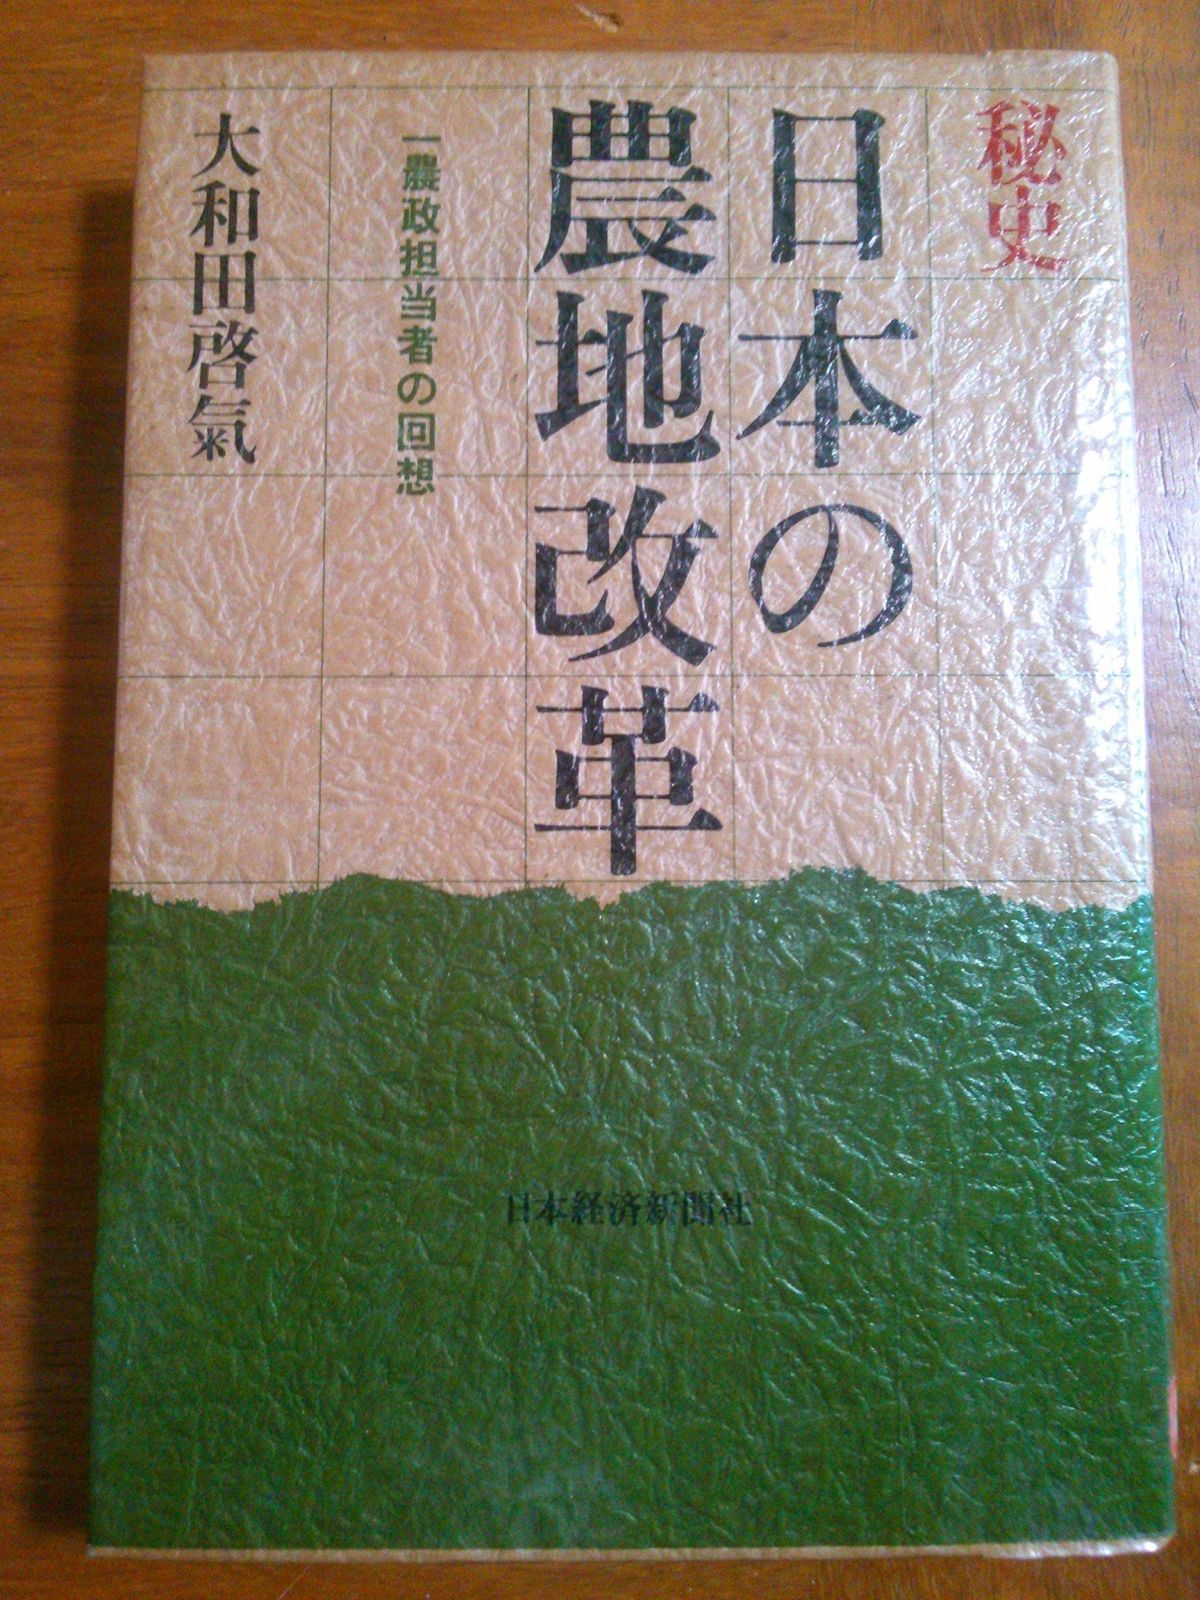 秘史
日本の
農地改革
一農政担当者の回想
大和田啓氣
日本経済新聞社